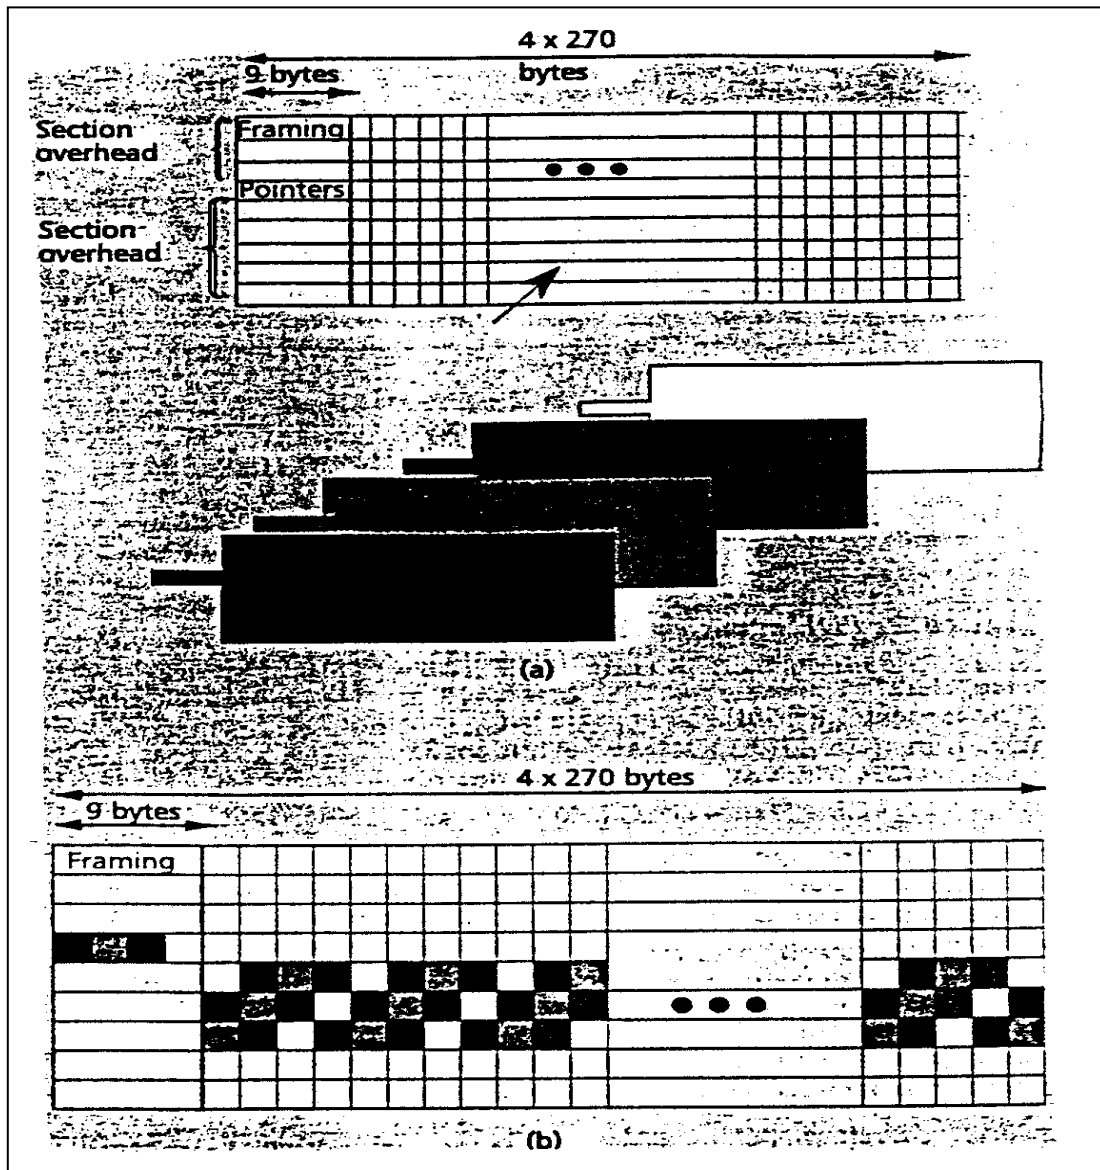 4 x 270
bytes
9 bytes
Section
overhead
Framing
Pointers
Section
overhead
(a)
4 x 270 bytes
9 bytes
Framing
(b)